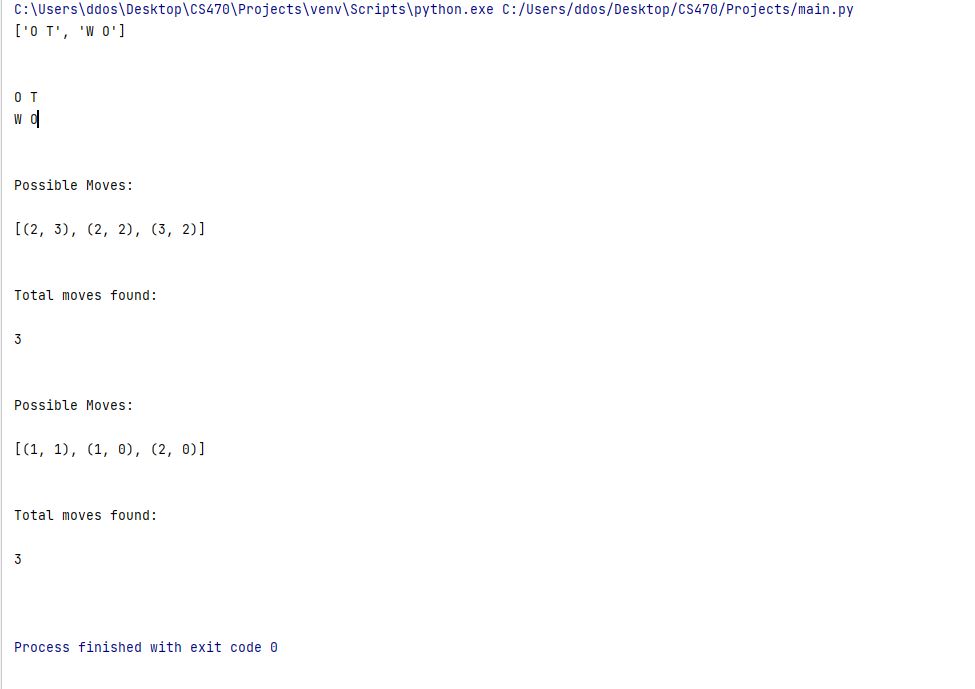 C:\Users\ddos\Desktop\CS470\Projects\venv\Scripts\python.exe C:/Users/ddos/Desktop/CS470/Projects/main.py
['O T', 'W O']
O T
W O
Possible Moves:
[(2, 3), (2, 2), (3, 2)]
Total moves found:
3
Possible Moves:
[(1, 1), (1, 0), (2, 0)]
Total moves found:
3
Process finished with exit code 0